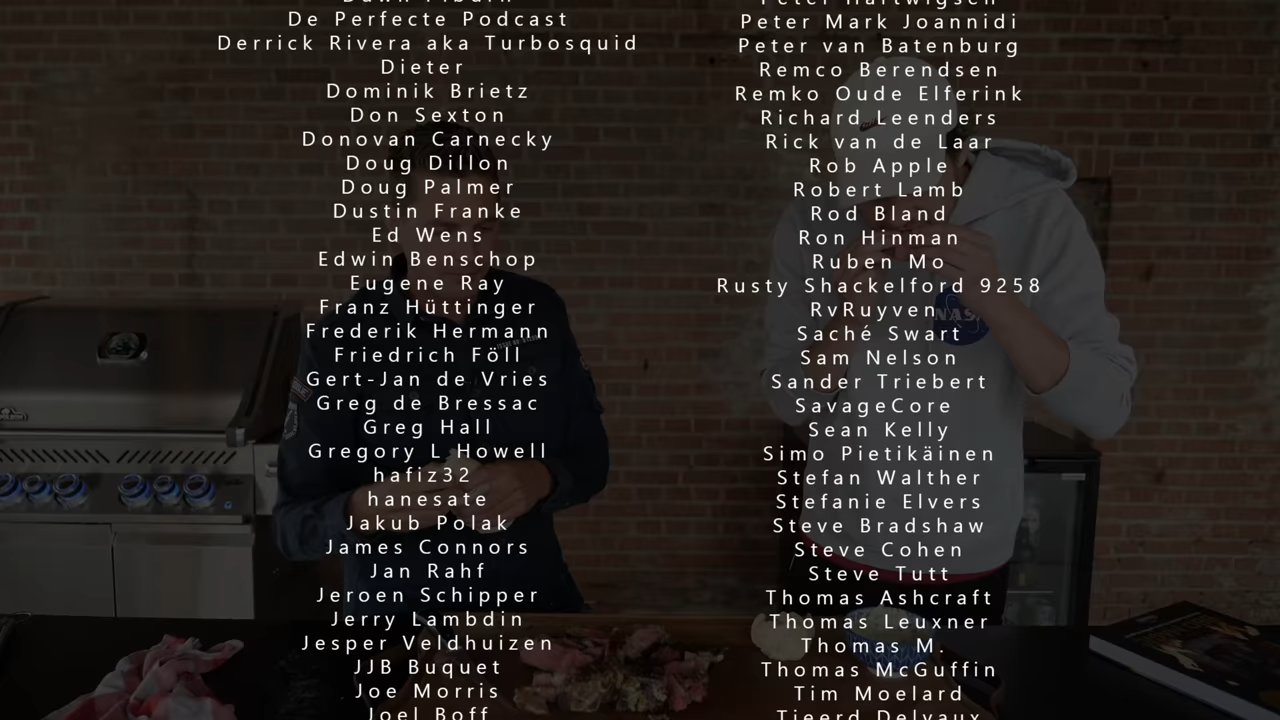 De Perfecte Podcast
Derrick Rivera aka Turbosquid
Dieter
Dominik Brietz
Don Sexton
Donovan Carnecky
Doug Dillon
Doug Palmer
Dustin Franke
Ed Wens
Edwin Benschop
Eugene Ray
Franz Hüttinger
Frederik Hermann
Friedrich Föll
Gert-Jan de Vries
Greg de Bressac
Greg Hall
Gregory L Howell
hafiz32
hanesate
Jakub Polak
James Connors
Jan Rahf
Jeroen Schipper
Jerry Lambdin
Jesper Veldhuizen
JJB Buquet
Joe Morris
Joel Boff
Peter Hartwigsen
Peter Mark Joannidi
Peter van Batenburg
Remco Berendsen
Remko Oude Elferink
Richard Leenders
Rick van de Laar
Rob Apple
Robert Lamb
Rod Bland
Ron Hinman
Ruben Mo
Rusty Shackelford 9258
RvRuyven
Saché Swart
Sam Nelson
Sander Triebert
SavageCore
Sean Kelly
Simo Pietikäinen
Stefan Walther
Stefanie Elvers
Steve Bradshaw
Steve Cohen
Steve Tutt
Thomas Ashcraft
Thomas Leuxner
Thomas M.
Thomas McGuffin
Tim Moelard
Tjeerd Delvaux
NASA